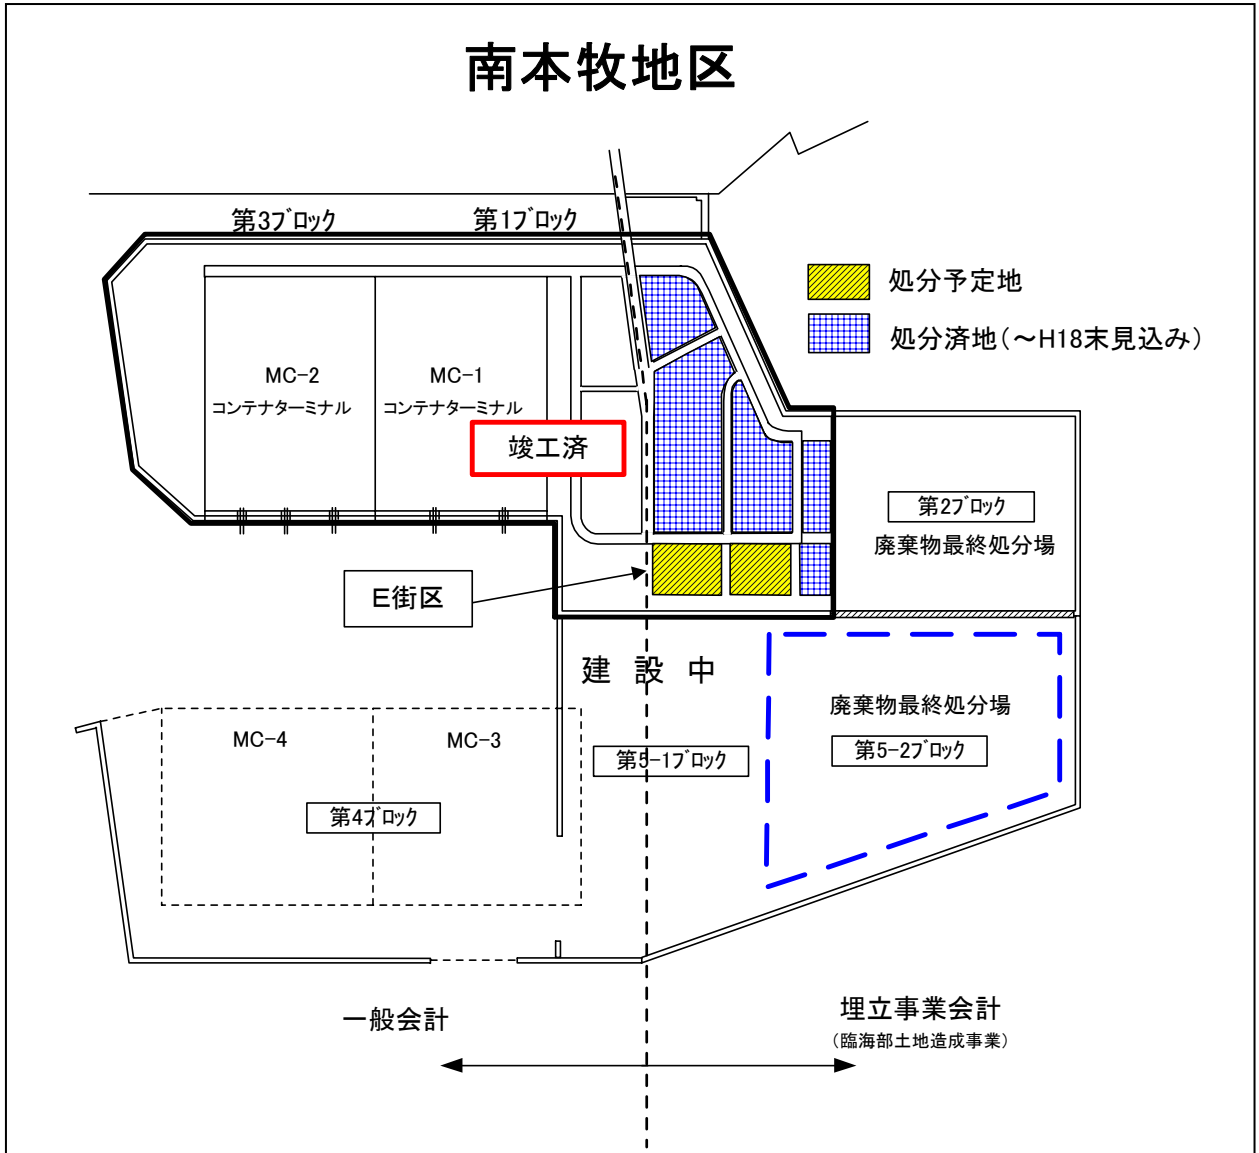 南本牧地区
第3ブロック
第1ブロック
処分予定地
処分済地(～H18末見込み)
MC-2
コンテナターミナル
MC-1
コンテナターミナル
竣工済
第2ブロック
廃棄物最終処分場
E街区
建設中
廃棄物最終処分場
第5-2ブロック
MC-4
MC-3
第5-1ブロック
第4ブロック
一般会計
埋立事業会計
(臨海部土地造成事業)